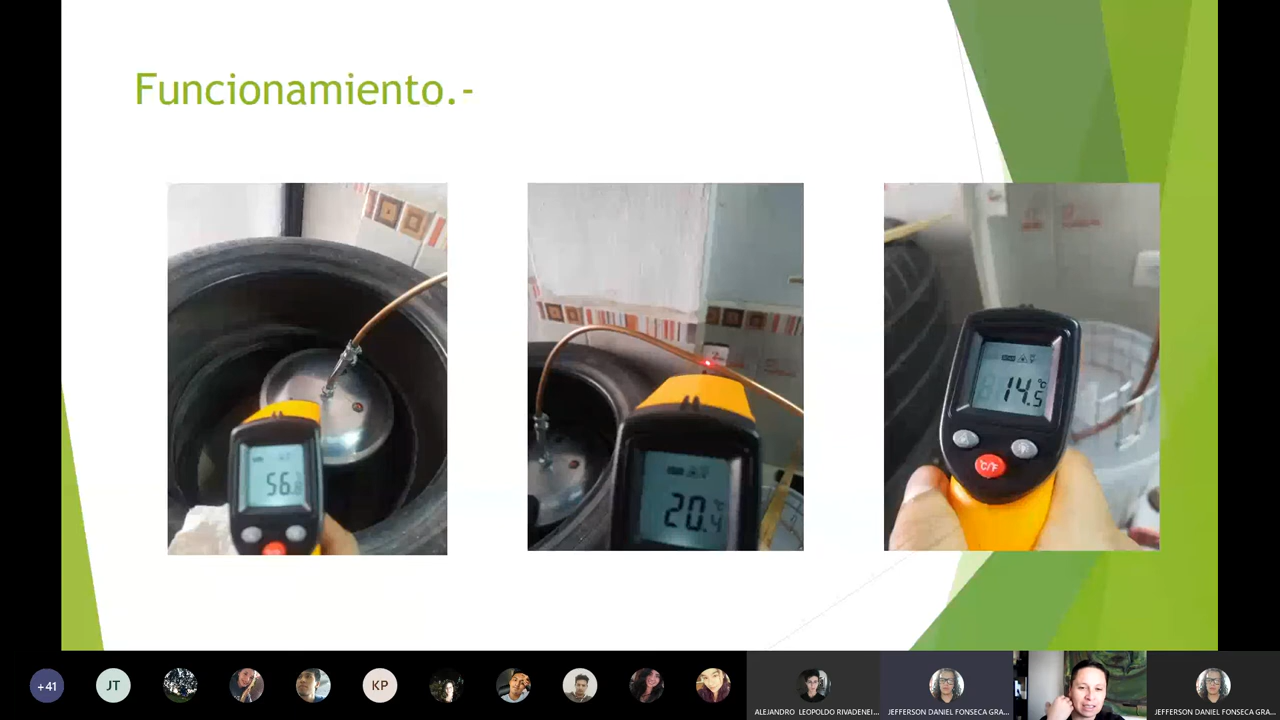 Funcionamiento.-
56.
20.4
°C
14.5
°C
°C/F
+41
JT
KP
ALEJANDRO LEOPOLDO RIVADENEI...
JEFFERSON DANIEL FONSECA GRA...
JEFFERSON DANIEL FONSECA GRA...